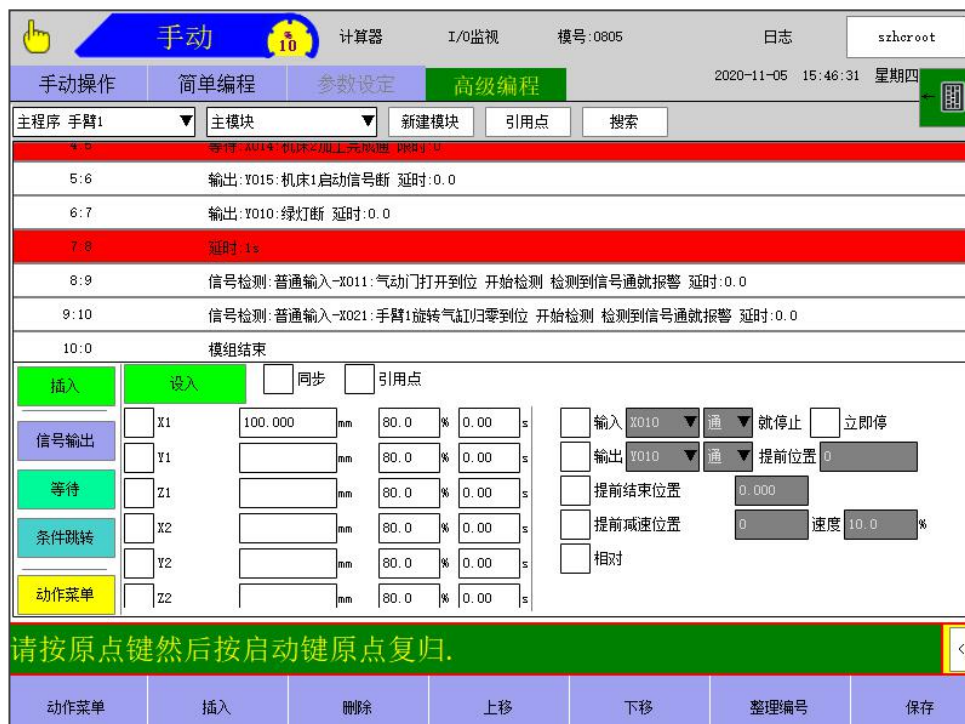 手动 % 10 计算器 I/O监视 模号:0805 日志 szhcroot
手动操作 简单编程 参数设定 高级编程 2020-11-05 15:46:31 星期四
主程序 手臂1 主模块 新建模块 引用点 搜索
4:5 等待:X014:机床2加工完成通 限时:0
5:6 输出:Y015:机床1启动信号断 延时:0.0
6:7 输出:Y010:绿灯断 延时:0.0
7:8 延时:1s
8:9 信号检测:普通输入-X011:气动门打开到位 开始检测 检测到信号通就报警 延时:0.0
9:10 信号检测:普通输入-X021:手臂1旋转气缸归零到位 开始检测 检测到信号通就报警 延时:0.0
10:0 模组结束
插入 设入 同步 引用点
X1 100.000 mm 80.0 % 0.00 s 输入 X010 通 就停止 立即停
信号输出
Y1 mm 80.0 % 0.00 s 输出 Y010 通 提前位置 0
等待 Z1 mm 80.0 % 0.00 s 提前结束位置 0.000
条件跳转 X2 mm 80.0 % 0.00 s 提前减速位置 0 速度 10.0 %
Y2 mm 80.0 % 0.00 s 相对
动作菜单 Z2 mm 80.0 % 0.00 s
请按原点键然后按启动键原点复归.
动作菜单 插入 删除 上移 下移 整理编号 保存